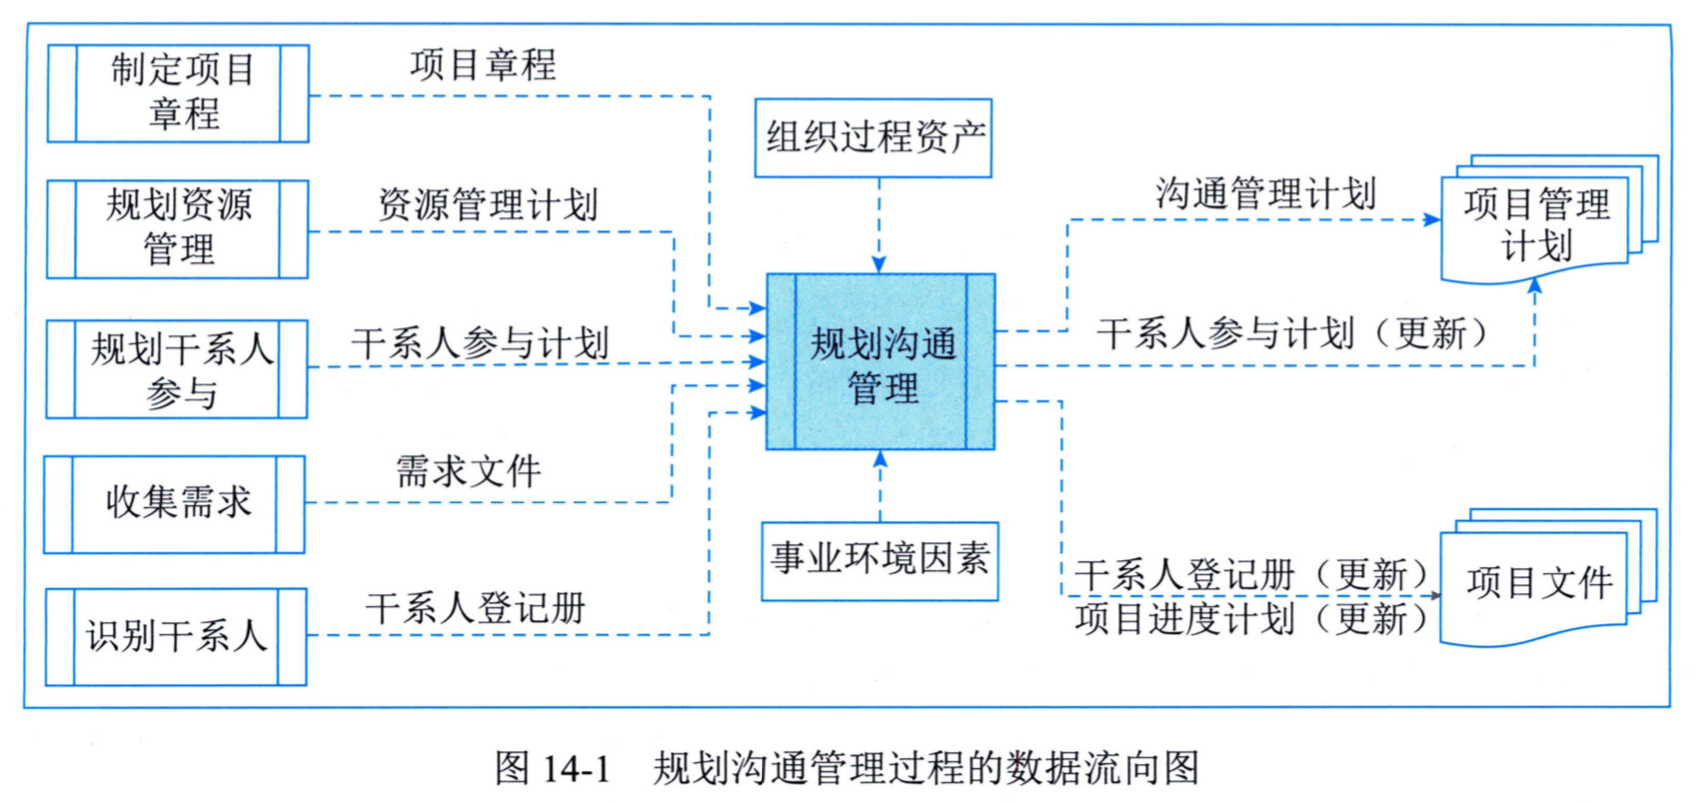 制定项目
章程
项目章程
组织过程资产
规划资源
管理
资源管理计划
沟通管理计划
项目管理
计划
规划干系人
参与
干系人参与计划
规划沟通
管理
干系人参与计划（更新）
收集需求
需求文件
事业环境因素
干系人登记册（更新）
项目进度计划（更新）
项目文件
识别干系人
干系人登记册
图 14-1 规划沟通管理过程的数据流向图